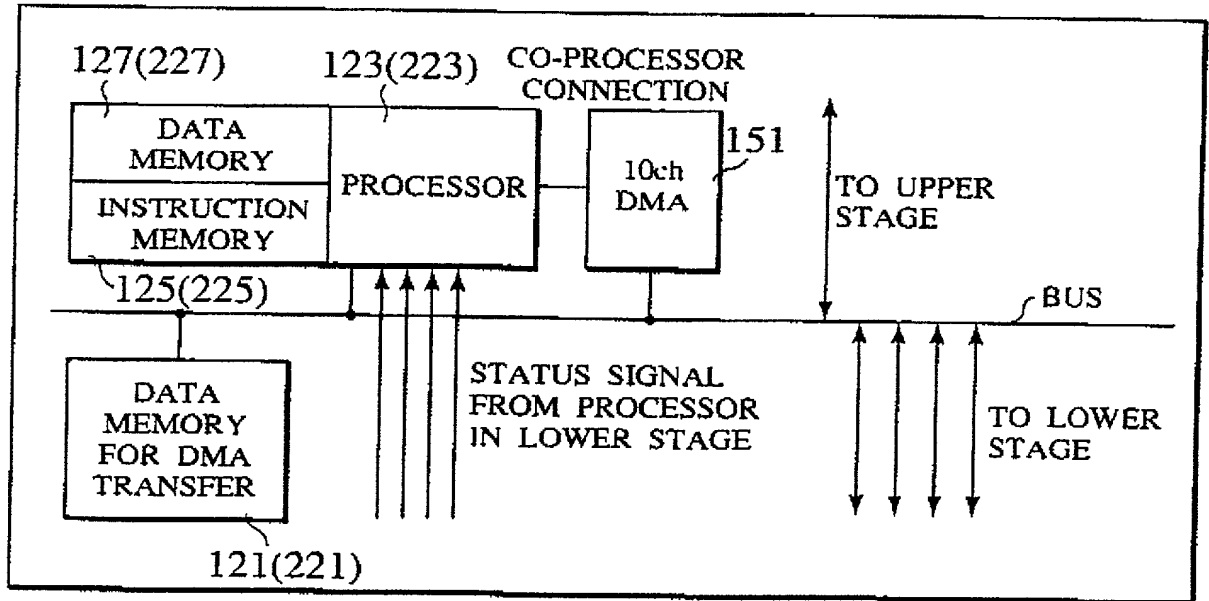 127(227)
123(223)
CO-PROCESSOR
CONNECTION
DATA
MEMORY
INSTRUCTION
MEMORY
PROCESSOR
10ch
DMA
151
TO UPPER
STAGE
125(225)
BUS
DATA
MEMORY
FOR DMA
TRANSFER
STATUS SIGNAL
FROM PROCESSOR
IN LOWER STAGE
TO LOWER
STAGE
121(221)